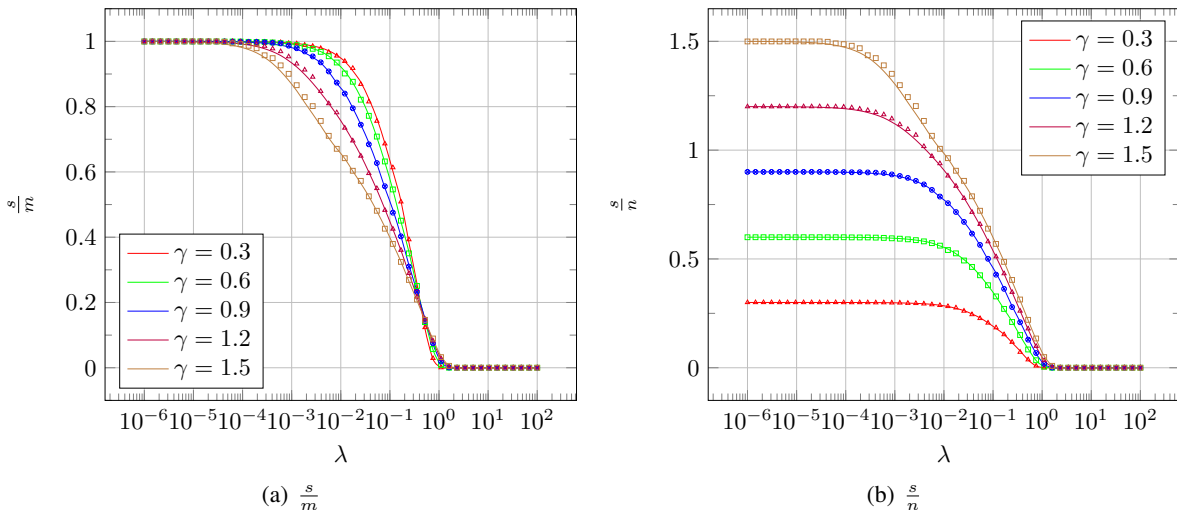 1
0.8
0.6
0.4
0.2
0
s/m
γ = 0.3
γ = 0.6
γ = 0.9
γ = 1.2
γ = 1.5
10^−6 10^−5 10^−4 10^−3 10^−2 10^−1 10^0 10^1 10^2
λ
(a) s/m
1.5
1
0.5
0
s/n
γ = 0.3
γ = 0.6
γ = 0.9
γ = 1.2
γ = 1.5
10^−6 10^−5 10^−4 10^−3 10^−2 10^−1 10^0 10^1 10^2
λ
(b) s/n